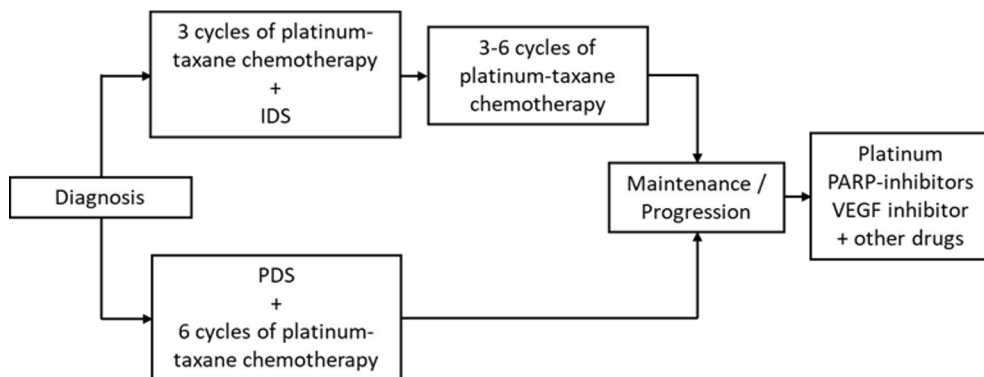 3 cycles of platinum-
taxane chemotherapy
+
IDS
3-6 cycles of
platinum-taxane
chemotherapy
Diagnosis
Maintenance /
Progression
Platinum
PARP-inhibitors
VEGF inhibitor
+ other drugs
PDS
+
6 cycles of platinum-
taxane chemotherapy